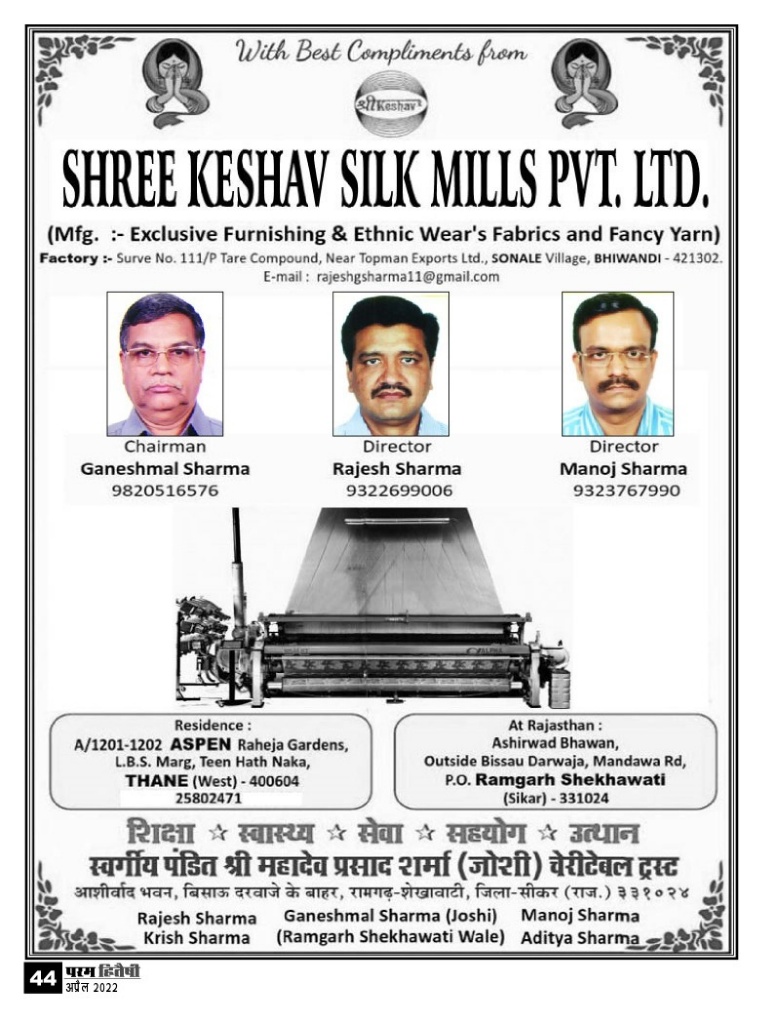 With Best Compliments from
श्री Keshav
SHREE KESHAV SILK MILLS PVT. LTD.
(Mfg. :- Exclusive Furnishing & Ethnic Wear's Fabrics and Fancy Yarn)
Factory :- Surve No. 111/P Tare Compound, Near Topman Exports Ltd., SONALE Village, BHIWANDI - 421302.
E-mail : rajeshgsharma11@gmail.com
Chairman
Ganeshmal Sharma
9820516576
Director
Rajesh Sharma
9322699006
Director
Manoj Sharma
9323767990
Residence :
A/1201-1202 ASPEN Raheja Gardens,
L.B.S. Marg, Teen Hath Naka,
THANE (West) - 400604
25802471
At Rajasthan :
Ashirwad Bhawan,
Outside Bissau Darwaja, Mandawa Rd,
P.O. Ramgarh Shekhawati
(Sikar) - 331024
शिक्षा ☆ स्वास्थ्य ☆ सेवा ☆ सहयोग ☆ उत्थान
स्वर्गीय पंडित श्री महादेव प्रसाद शर्मा (जोशी) चेरीटेबल ट्रस्ट
आशीर्वाद भवन, बिसाऊ दरवाजे के बाहर, रामगढ़-शेखावाटी, जिला-सीकर (राज.) ३३१०२४
Rajesh Sharma Ganeshmal Sharma (Joshi) Manoj Sharma
Krish Sharma (Ramgarh Shekhawati Wale) Aditya Sharma
44 परम हितैषी
अप्रैल 2022